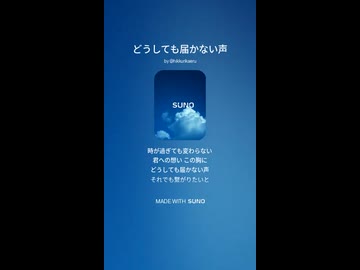 どうしても届かない声
SUNO
時が過ぎても変わらない
君への想い この胸に
どうしても届かない声
それでも繋がりたいと
MADE WITH SUNO